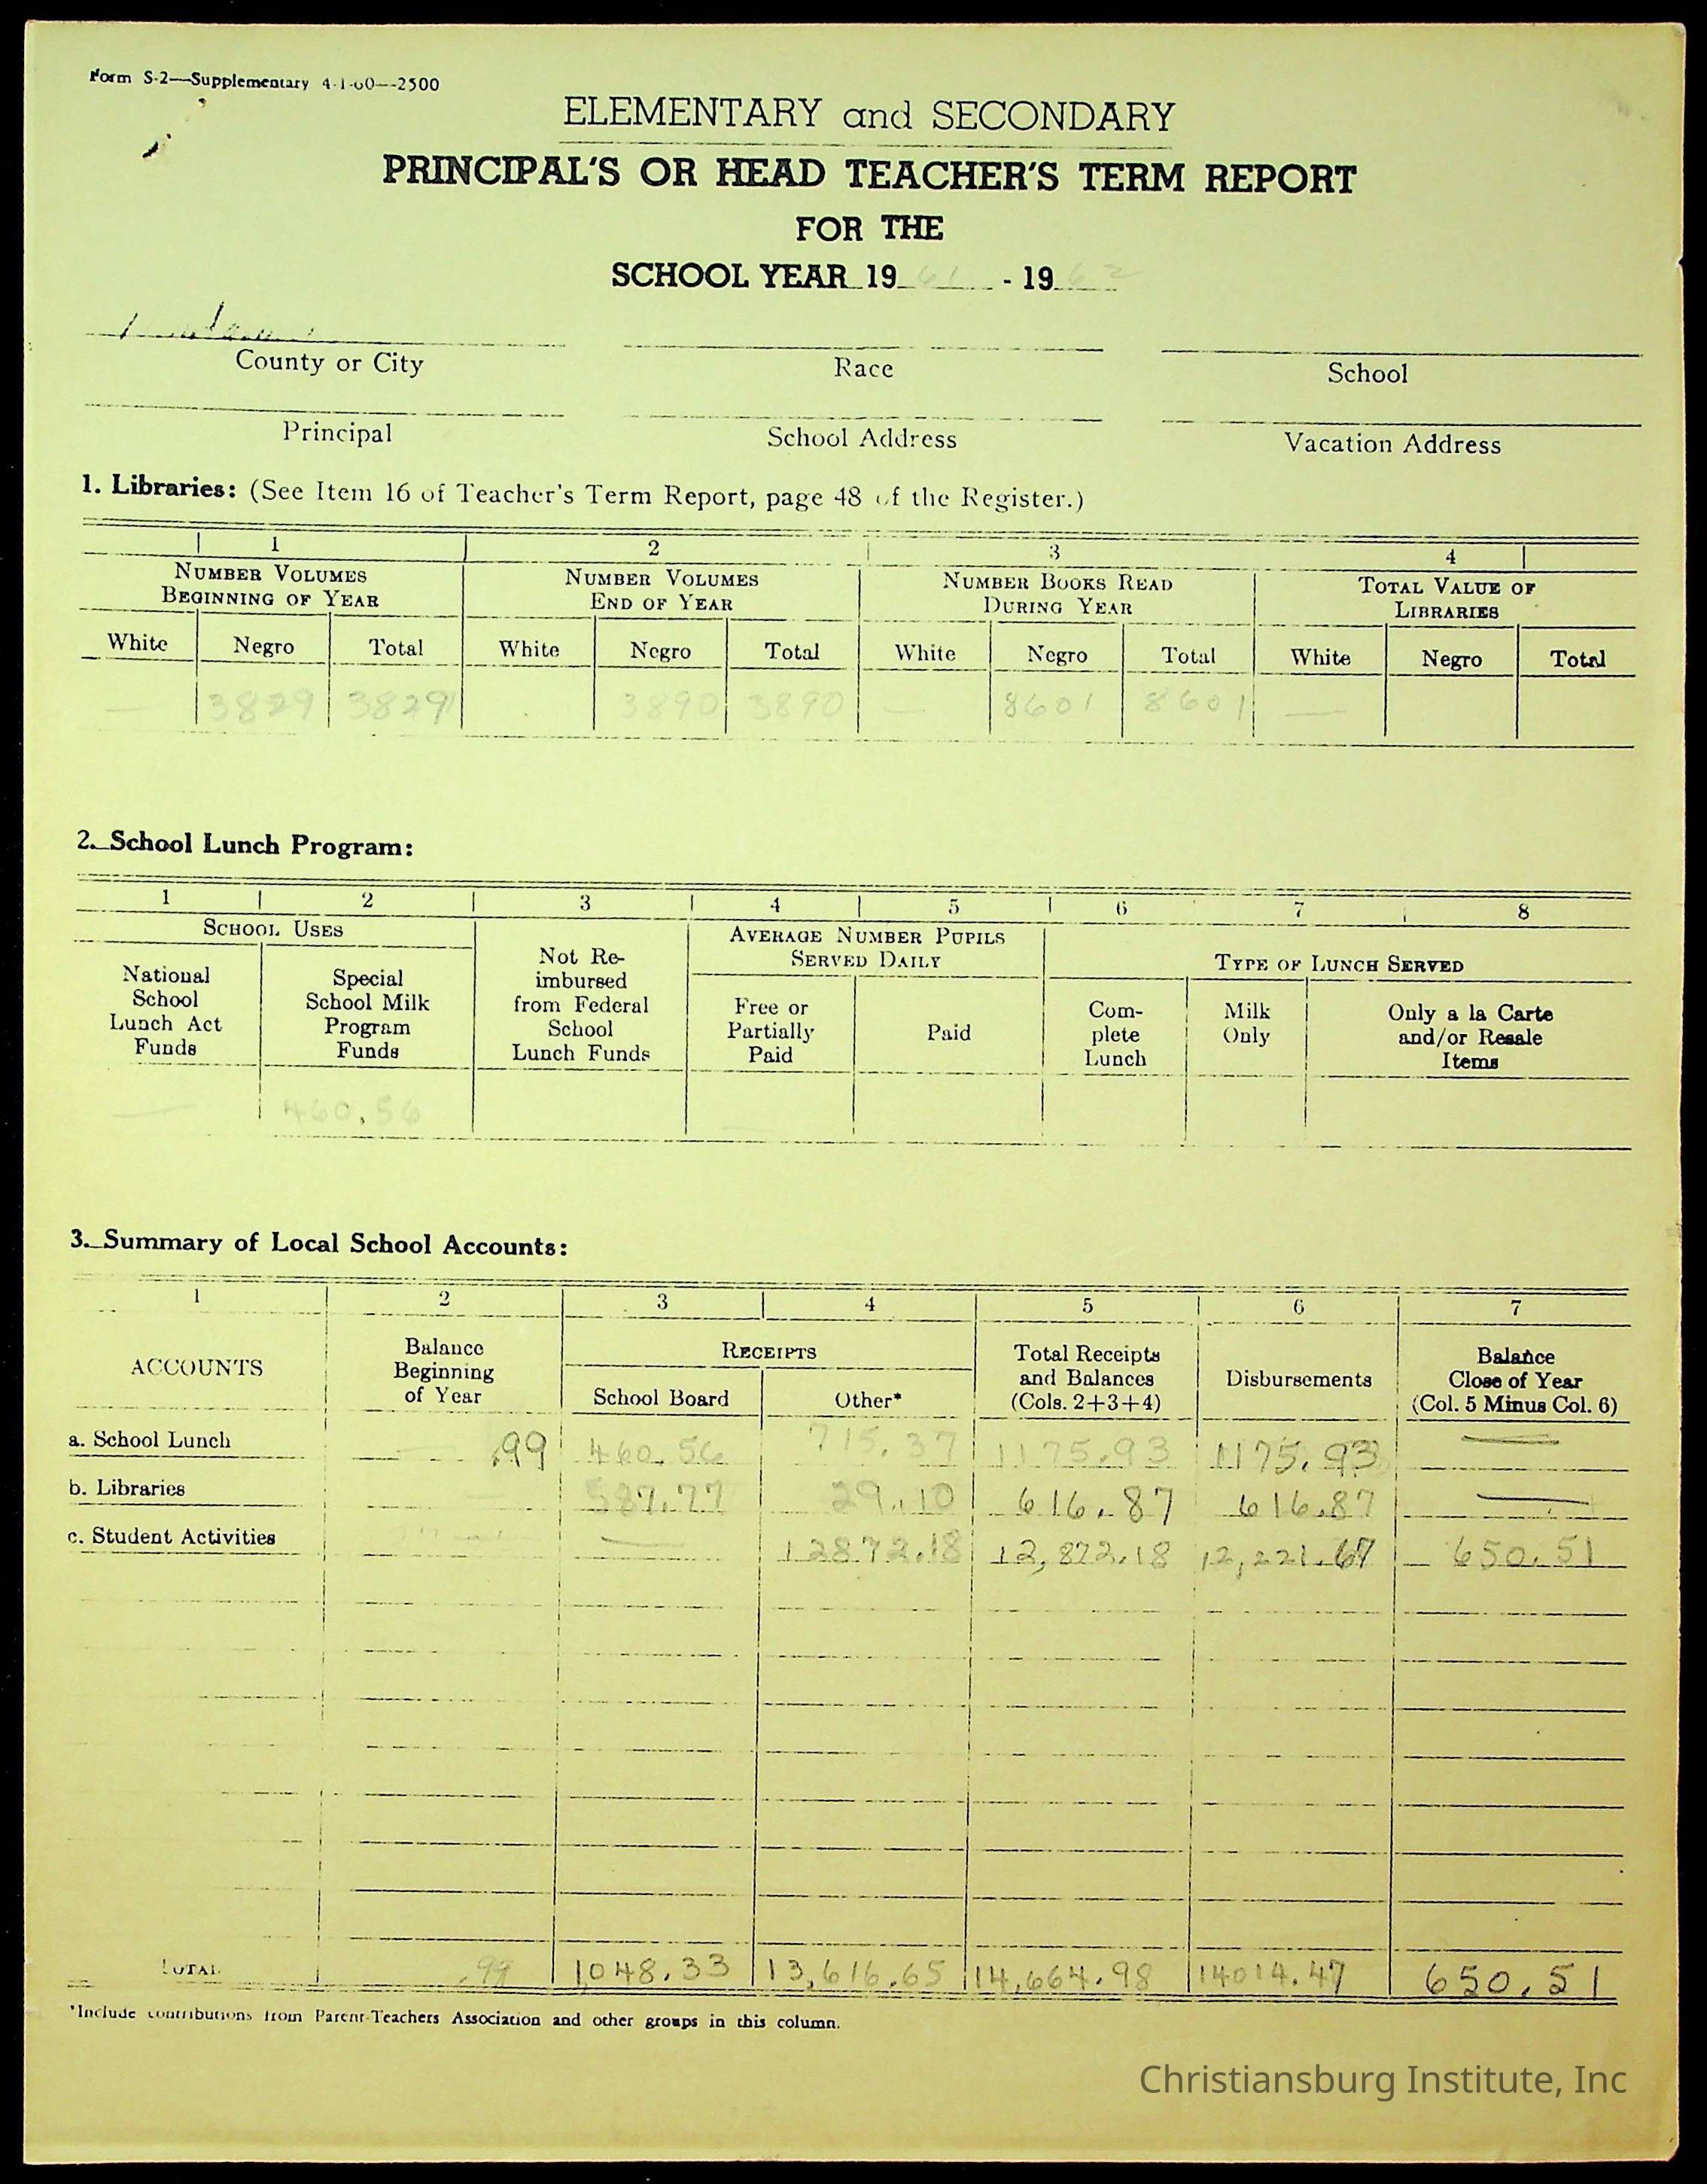 Form S-2—Supplementary 4-1-60—2500
ELEMENTARY and SECONDARY
PRINCIPAL'S OR HEAD TEACHER'S TERM REPORT
FOR THE
SCHOOL YEAR 1961 - 1962
County or City Race School
Principal School Address Vacation Address
1. Libraries: (See Item 16 of Teacher's Term Report, page 48 of the Register.)
1 2 3 4
NUMBER VOLUMES NUMBER VOLUMES NUMBER BOOKS READ TOTAL VALUE OF
BEGINNING OF YEAR END OF YEAR DURING YEAR LIBRARIES
White Negro Total White Negro Total White Negro Total White Negro Total
— 3829 3829 3890 3890 — 8601 8601 —
2. School Lunch Program:
1 2 3 4 5 6 7 8
SCHOOL USES
National School Lunch Act Funds
Special School Milk Program Funds
Not Re-imbursed from Federal School Lunch Funds
AVERAGE NUMBER PUPILS SERVED DAILY
Free or Partially Paid
Paid
TYPE OF LUNCH SERVED
Com-plete Lunch
Milk Only
Only a la Carte and/or Resale Items
— 460.56
3. Summary of Local School Accounts:
1 2 3 4 5 6 7
ACCOUNTS
Balance Beginning of Year
RECEIPTS
School Board Other*
Total Receipts and Balances (Cols. 2+3+4)
Disbursements
Balance Close of Year (Col. 5 Minus Col. 6)
a. School Lunch .99 460.56 715.37 1175.93 1175.93 —
b. Libraries 587.77 29.10 616.87 616.87 —
c. Student Activities — 12872.18 12,872.18 12,221.67 650.51
TOTAL .99 1048.33 13,616.65 14,664.98 14014.47 650.51
*Include contributions from Parent-Teachers Association and other groups in this column.
Christiansburg Institute, Inc